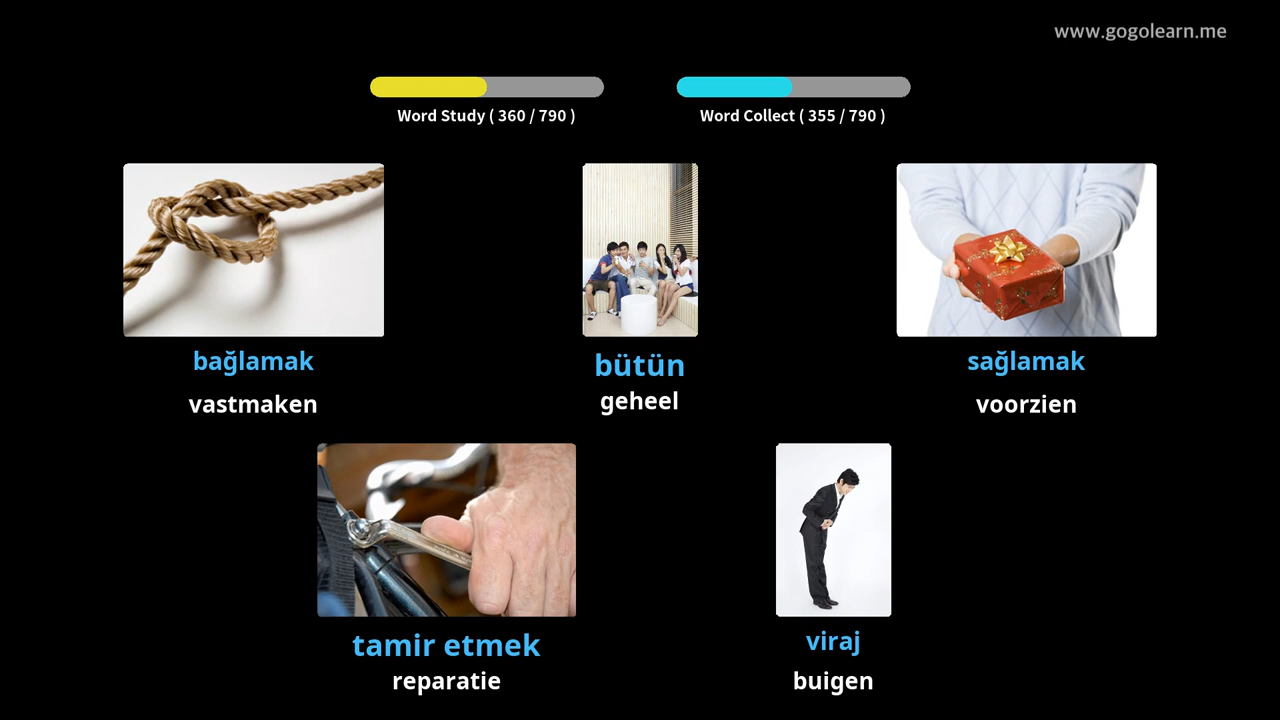 www.gogolearn.me
Word Study ( 360 / 790 )
Word Collect ( 355 / 790 )
bağlamak
vastmaken
bütün
geheel
sağlamak
voorzien
tamir etmek
reparatie
viraj
buigen